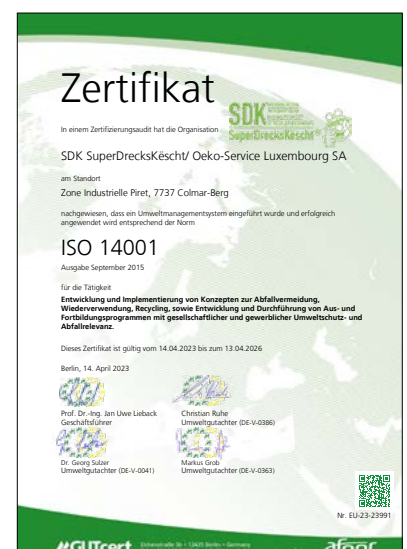 Zertifikat
SDK
SuperDrecksKëscht®
In einem Zertifizierungsaudit hat die Organisation
SDK SuperDrecksKëscht/ Oeko-Service Luxembourg SA
am Standort
Zone Industrielle Piret, 7737 Colmar-Berg
nachgewiesen, dass ein Umweltmanagementsystem eingeführt wurde und erfolgreich
angewendet wird entsprechend der Norm
ISO 14001
Ausgabe September 2015
für die Tätigkeit
Entwicklung und Implementierung von Konzepten zur Abfallvermeidung,
Wiederverwendung, Recycling, sowie Entwicklung und Durchführung von Aus- und
Fortbildungsprogrammen mit gesellschaftlicher und gewerblicher Umweltschutz- und
Abfallrelevanz.
Dieses Zertifikat ist gültig vom 14.04.2023 bis zum 13.04.2026
Berlin, 14. April 2023
Prof. Dr.-Ing. Jan Uwe Lieback
Geschäftsführer
Christian Ruhe
Umweltgutachter (DE-V-0386)
Dr. Georg Sulzer
Umweltgutachter (DE-V-0041)
Markus Grob
Umweltgutachter (DE-V-0363)
Nr. EU-23-23991
GUTcert
Eichenstraße 3b • 13435 Berlin • Germany
afnor